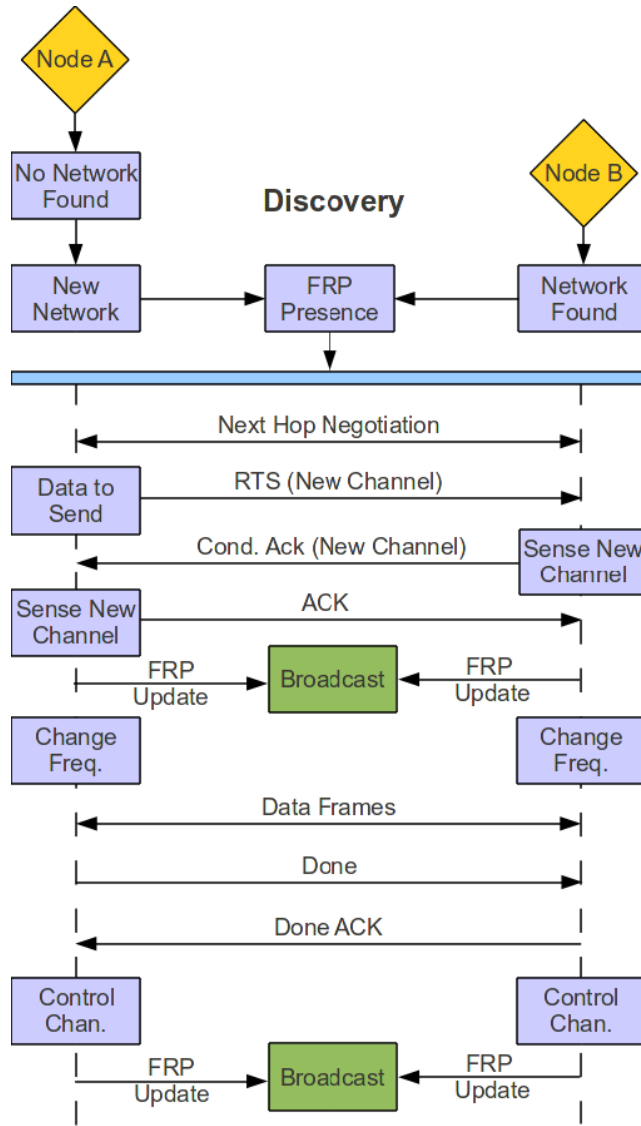 Node A
No Network
Found
Discovery
Node B
New
Network
FRP
Presence
Network
Found
Next Hop Negotiation
Data to
Send
RTS (New Channel)
Cond. Ack (New Channel)
Sense New
Channel
Sense New
Channel
ACK
FRP
Update
Broadcast
FRP
Update
Change
Freq.
Change
Freq.
Data Frames
Done
Done ACK
Control
Chan.
Control
Chan.
FRP
Update
Broadcast
FRP
Update